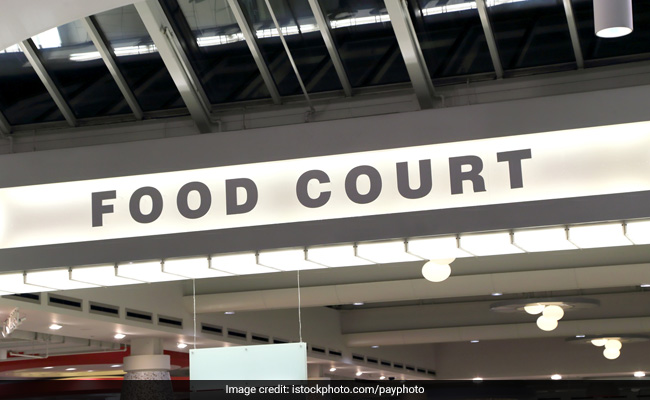 FOOD COURT
Image credit: istockphoto.com/payphoto